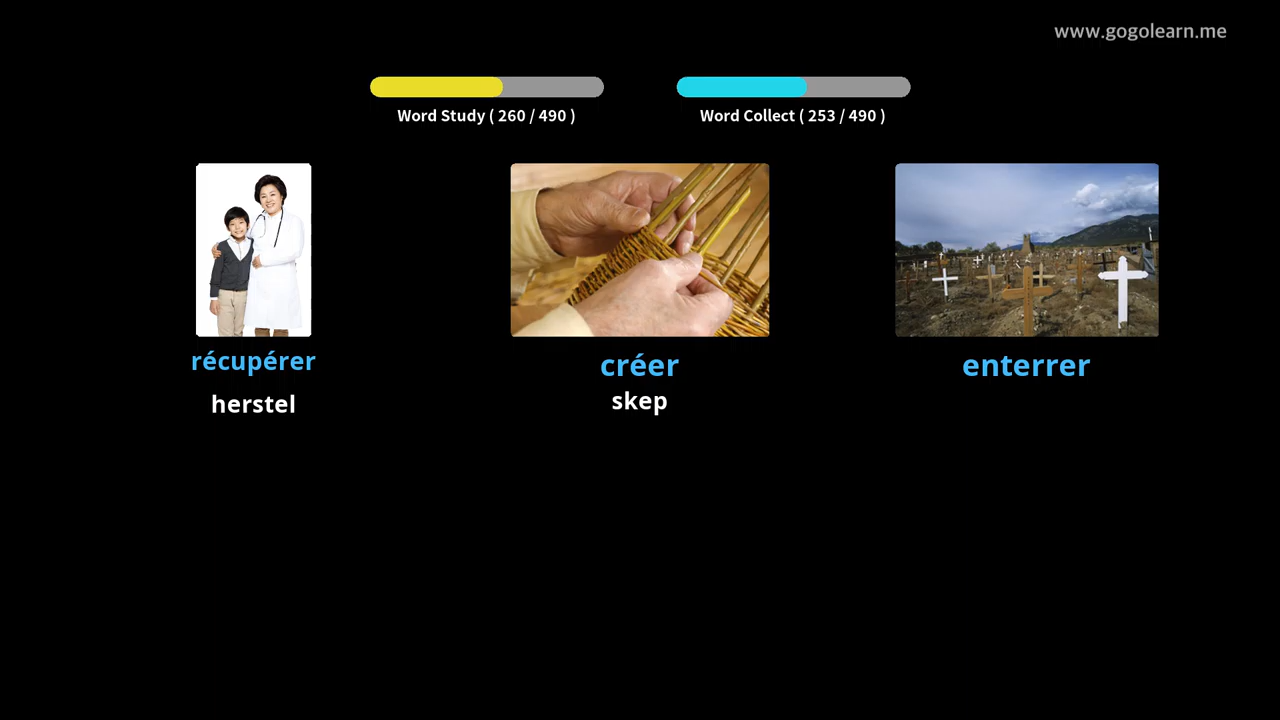 www.gogolearn.me
Word Study ( 260 / 490 )
Word Collect ( 253 / 490 )
récupérer
créer
enterrer
herstel
skep